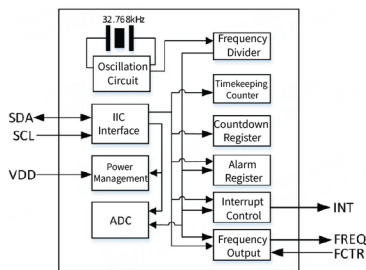 32.768kHz
Oscillation
Circuit
Frequency
Divider
Timekeeping
Counter
SDA
SCL
IIC
Interface
Countdown
Register
VDD
Power
Management
Alarm
Register
ADC
Interrupt
Control
INT
Frequency
Output
FREQ
FCTR